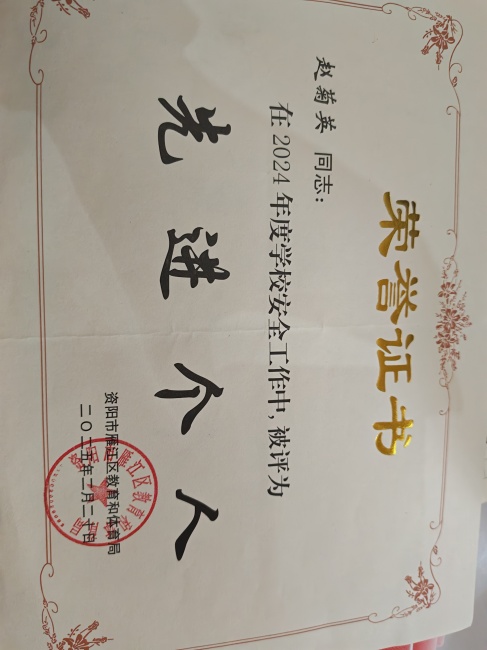 荣誉证书
赵菊英 同志：
在2024年度学校安全工作中，被评为
先进个人
资阳市雁江区教育和体育局
二〇二五年二月二十日